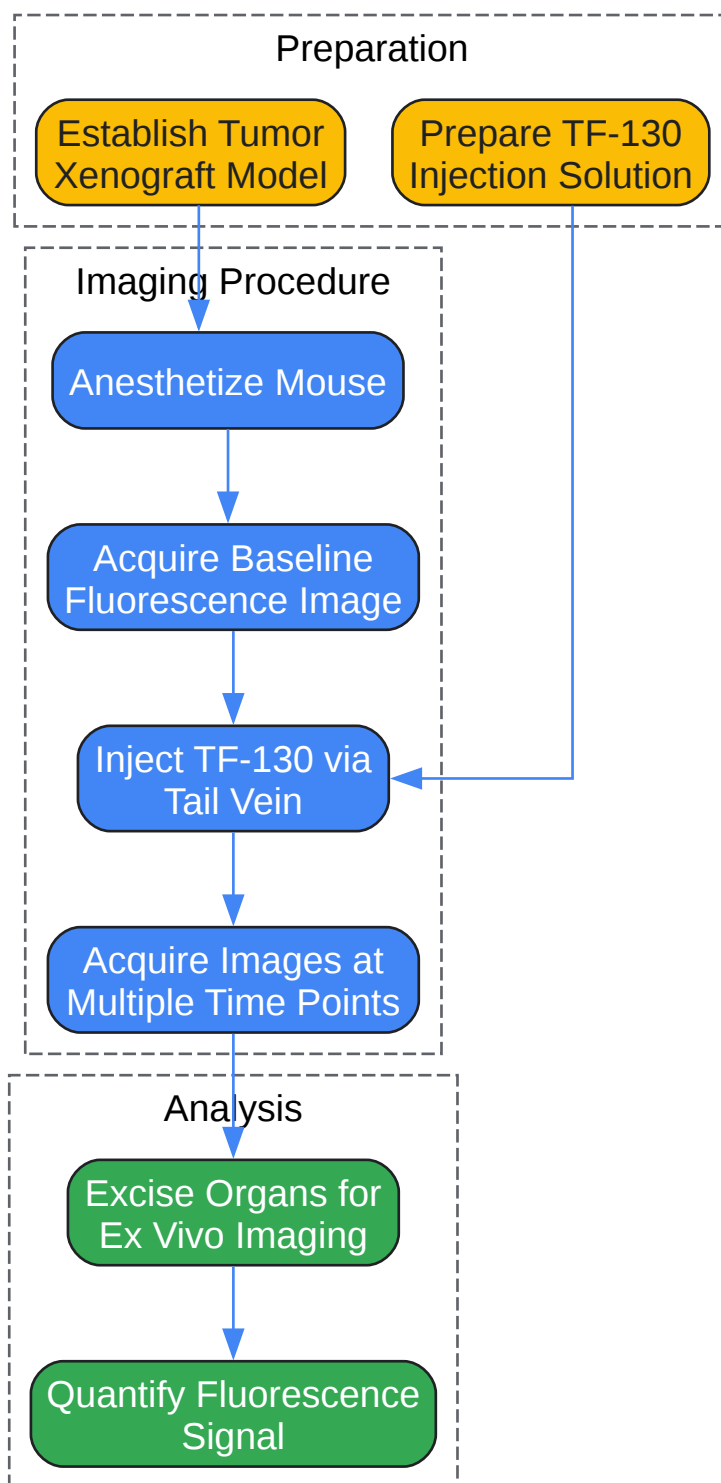 Preparation
Establish Tumor
Xenograft Model
Prepare TF-130
Injection Solution
Imaging Procedure
Anesthetize Mouse
Acquire Baseline
Fluorescence Image
Inject TF-130 via
Tail Vein
Acquire Images at
Multiple Time Points
Analysis
Excise Organs for
Ex Vivo Imaging
Quantify Fluorescence
Signal